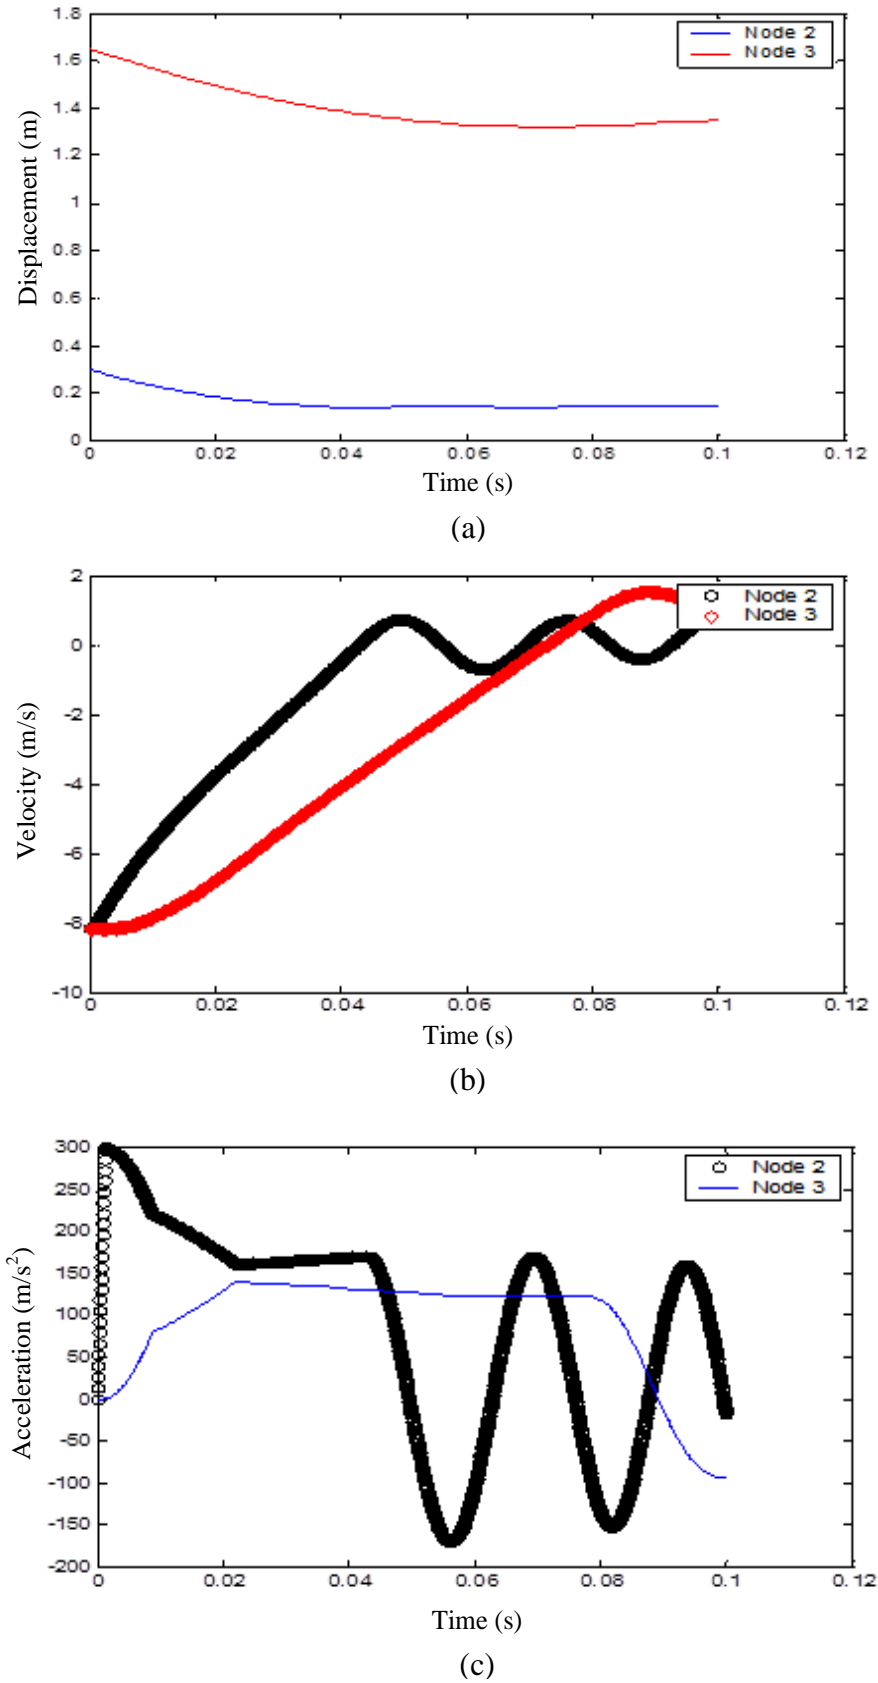 1.8
Node 2
Node 3
1.6
1.4
1.2
1
0.8
0.6
0.4
0.2
0
Displacement (m)
0 0.02 0.04 0.06 0.08 0.1 0.12
Time (s)
(a)
2
Node 2
Node 3
0
-2
-4
-6
-8
-10
Velocity (m/s)
0 0.02 0.04 0.06 0.08 0.1 0.12
Time (s)
(b)
300
Node 2
Node 3
250
200
150
100
50
0
-50
-100
-150
-200
Acceleration (m/s²)
0 0.02 0.04 0.06 0.08 0.1 0.12
Time (s)
(c)